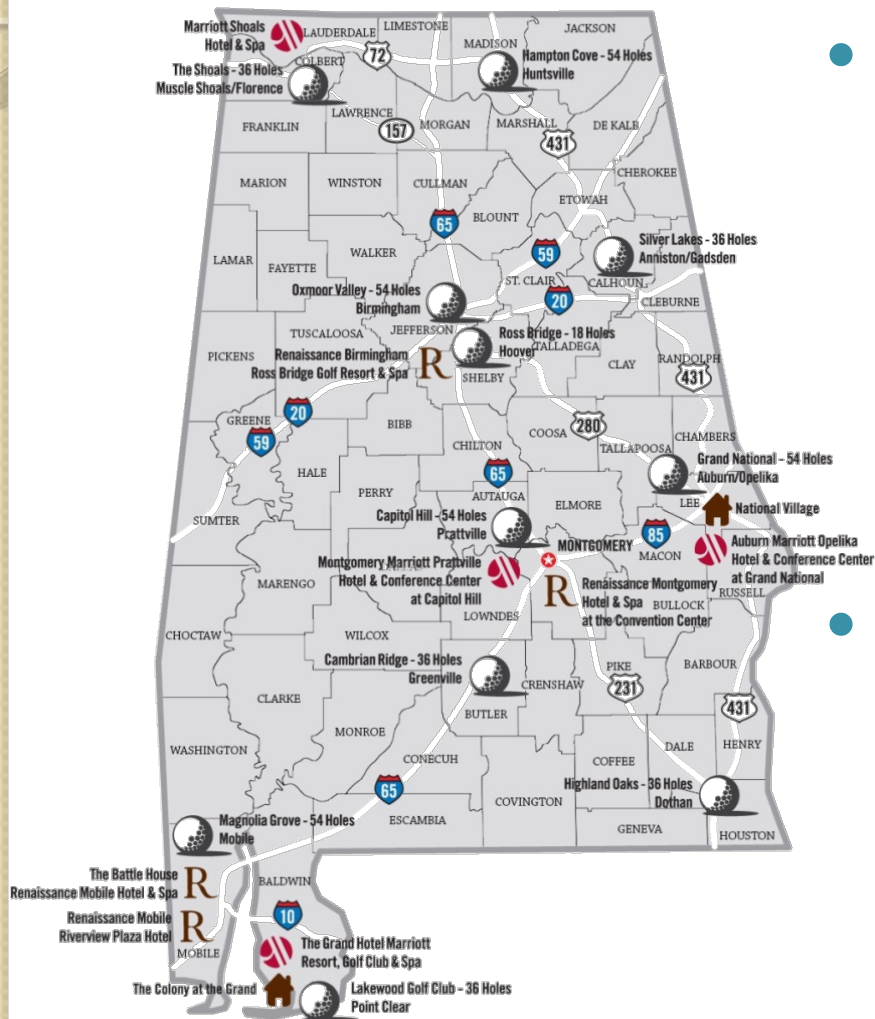 Marriott Shoals
Hotel & Spa
LAUDERDALE
LIMESTONE
JACKSON
MADISON
72
COLBERT
The Shoals - 36 Holes
Muscle Shoals/Florence
Hampton Cove - 54 Holes
Huntsville
LAWRENCE
FRANKLIN
157
MORGAN
MARSHALL
DE KALB
431
MARION
WINSTON
CULLMAN
CHEROKEE
ETOWAH
BLOUNT
65
LAMAR
FAYETTE
WALKER
59
Silver Lakes - 36 Holes
Anniston/Gadsden
ST. CLAIR
CALHOUN
20
CLEBURNE
Oxmoor Valley - 54 Holes
Birmingham
TUSCALOOSA
JEFFERSON
Ross Bridge - 18 Holes
Hoover
TALLADEGA
PICKENS
Renaissance Birmingham
Ross Bridge Golf Resort & Spa
R
SHELBY
CLAY
RANDOLPH
431
20
GREENE
59
BIBB
COOSA
280
CHILTON
TALLAPOOSA
CHAMBERS
Grand National - 54 Holes
Auburn/Opelika
HALE
65
PERRY
AUTAUGA
ELMORE
LEE
National Village
SUMTER
Capitol Hill - 54 Holes
Prattville
85
MONTGOMERY
MACON
Auburn Marriott Opelika
Hotel & Conference Center
at Grand National
Montgomery Marriott Prattville
Hotel & Conference Center
at Capitol Hill
MARENGO
R
Renaissance Montgomery
Hotel & Spa
at the Convention Center
RUSSELL
BULLOCK
LOWNDES
CHOCTAW
WILCOX
Cambrian Ridge - 36 Holes
Greenville
PIKE
BARBOUR
CRENSHAW
231
CLARKE
BUTLER
431
MONROE
WASHINGTON
CONECUH
COFFEE
DALE
HENRY
65
Highland Oaks - 36 Holes
Dothan
COVINGTON
Magnolia Grove - 54 Holes
Mobile
ESCAMBIA
GENEVA
HOUSTON
The Battle House
Renaissance Mobile Hotel & Spa
R
BALDWIN
Renaissance Mobile
Riverview Plaza Hotel
R
10
MOBILE
The Grand Hotel Marriott
Resort, Golf Club & Spa
The Colony at the Grand
Lakewood Golf Club - 36 Holes
Point Clear